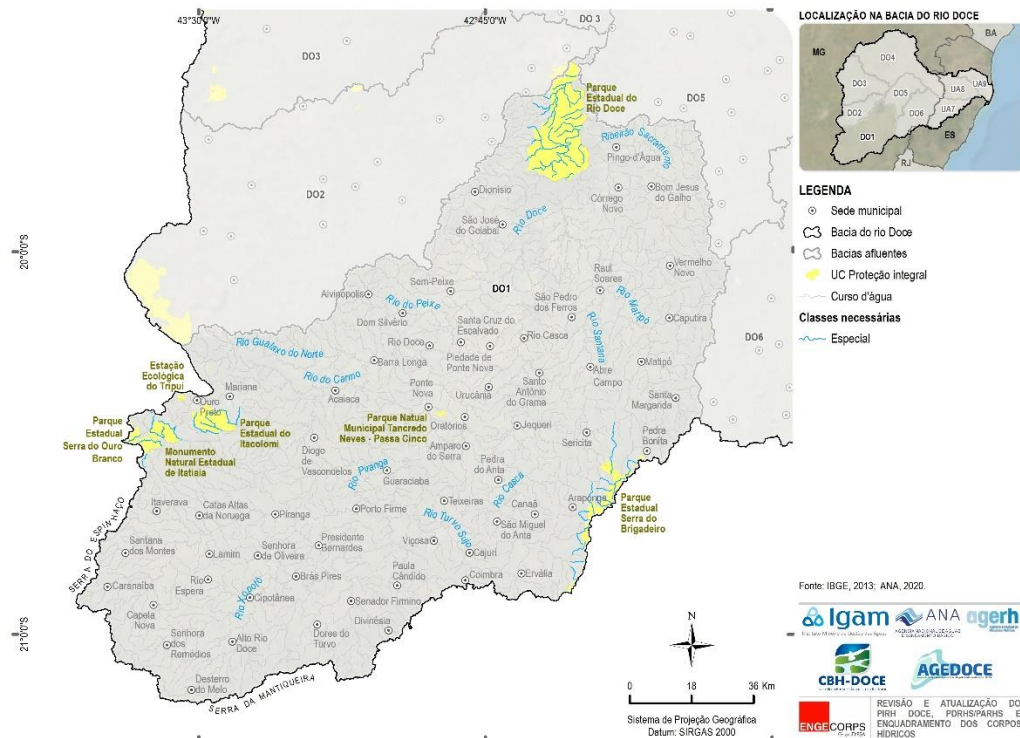 43°30'0"W
42°45'0"W
20°0'0"S
21°0'0"S
DO3
DO 3
DO5
DO2
DO1
DO6
Parque
Estadual do
Rio Doce
Ribeirão Sacramento
Pingo-d'Água
Dionísio
Córrego
Novo
Bom Jesus
do Galho
São José
do Goiabal
Rio Doce
Vermelho
Novo
Raul
Soares
Sem-Peixe
Alvinópolis
Rio do Peixe
São Pedro
dos Ferros
Rio Matipó
Dom Silvério
Santa Cruz do
Escalvado
Caputira
Rio Gualaxo do Norte
Rio Doce
Rio Casca
Rio Santana
Barra Longa
Piedade de
Ponte Nova
Matipó
Estação
Ecológica
do Tripuí
Rio do Carmo
Abre
Campo
Mariana
Ponte
Nova
Urucânia
Santo
Antônio
do Grama
Santa
Margarida
Ouro
Preto
Acaiaca
Parque
Estadual
Serra do Ouro
Branco
Parque
Estadual do
Itacolomi
Parque Natual
Municipal Tancredo
Neves - Passa Cinco
Oratórios
Jequeri
Sericita
Pedra
Bonita
Monumento
Natural Estadual
de Itatiaia
Diogo
de
Vasconcelos
Amparo
do Serra
Pedra
do Anta
Rio Piranga
Guaraciaba
Rio Casca
Araponga
Parque
Estadual
Serra do
Brigadeiro
Itaverava
Catas Altas
da Noruega
Piranga
Porto Firme
Teixeiras
Canaã
São Miguel
do Anta
Rio Turvo Sujo
Santana
dos Montes
Lamim
Senhora
de Oliveira
Presidente
Bernardes
Viçosa
Cajuri
Caranaíba
Rio
Espera
Brás Pires
Paula
Cândido
Coimbra
Ervália
Rio Xopotó
Cipotânea
Senador Firmino
Capela
Nova
Divinésia
Senhora
dos
Remédios
Alto Rio
Doce
Dores do
Turvo
Desterro
do Melo
SERRA DO ESPINHAÇO
SERRA DA MANTIQUEIRA
N
0 18 36 Km
Sistema de Projeção Geográfica
Datum: SIRGAS 2000
LOCALIZAÇÃO NA BACIA DO RIO DOCE
MG
BA
DO4
DO3
DO5
UA8
UA9
DO2
DO6
UA7
DO1
ES
RJ
LEGENDA
Sede municipal
Bacia do rio Doce
Bacias afluentes
UC Proteção integral
Curso d'água
Classes necessárias
Especial
Fonte: IBGE, 2013; ANA, 2020.
Igam
ANA
agerh
CBH-DOCE
AGEDOCE
ENGECORPS
REVISÃO E ATUALIZAÇÃO DO
PIRH DOCE, PDRHS/PARHS E
ENQUADRAMENTO DOS CORPOS
HÍDRICOS